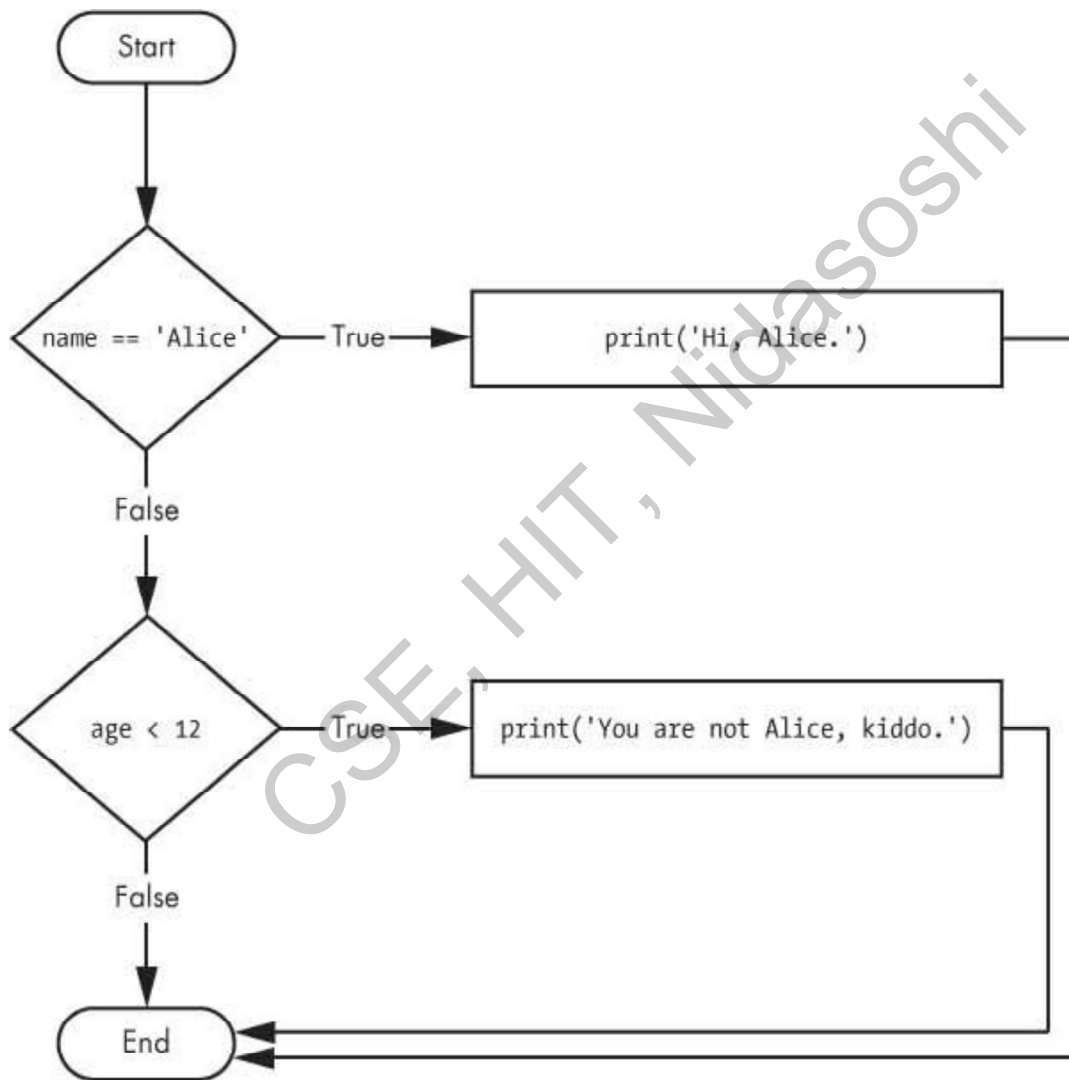 Start
name == 'Alice'
True
print('Hi, Alice.')
False
age < 12
True
print('You are not Alice, kiddo.')
False
End
CSE, HIT, Nidasoshi